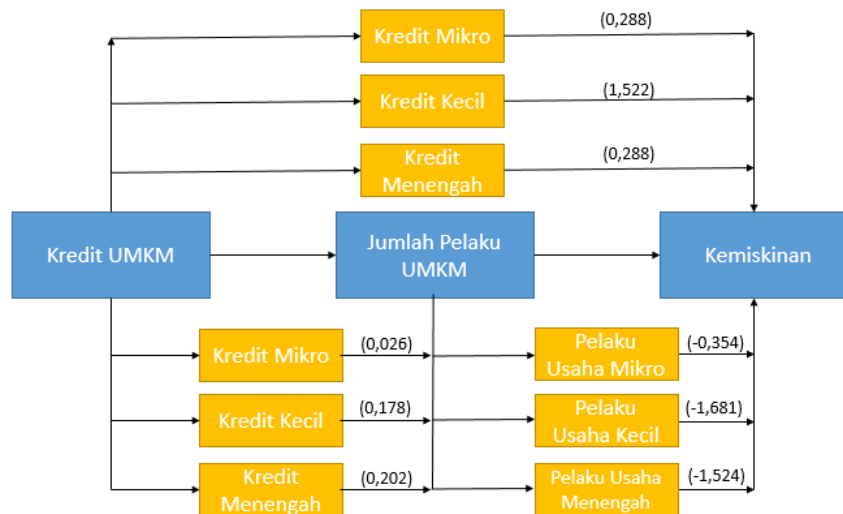 Kredit Mikro
(0,288)
Kredit Kecil
(1,522)
Kredit
Menengah
(0,288)
Kredit UMKM
Jumlah Pelaku
UMKM
Kemiskinan
Kredit Mikro
(0,026)
Pelaku
Usaha Mikro
(-0,354)
Kredit Kecil
(0,178)
Pelaku
Usaha Kecil
(-1,681)
Kredit
Menengah
(0,202)
Pelaku Usaha
Menengah
(-1,524)